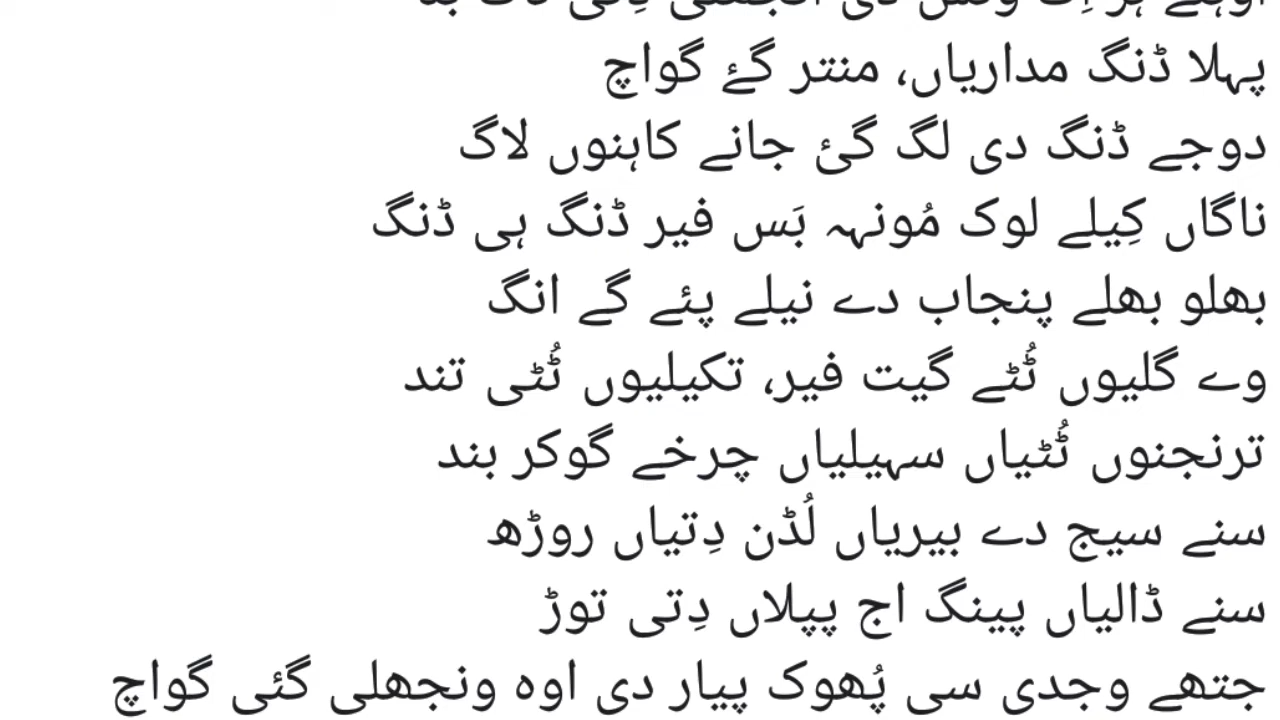 پہلا ڈنگ مداریاں، منتر گۓ گواچ
دوجے ڈنگ دی لگ گئ جانے کاہنوں لاگ
ناگاں کِیلے لوک مُونہہ بَس فیر ڈنگ ہی ڈنگ
بھلو بھلے پنجاب دے نیلے پئے گے انگ
وے گلیوں ٹُٹے گیت فیر، تکیلیوں ٹُٹی تند
ترنجنوں ٹُٹیاں سہیلیاں چرخے گوکر بند
سنے سیج دے بیریاں لُڈن دِتیاں روڑھ
سنے ڈالیاں پینگ اج پپلاں دِتی توڑ
جتھے وجدی سی پُھوک پیار دی اوہ ونجھلی گئی گواچ